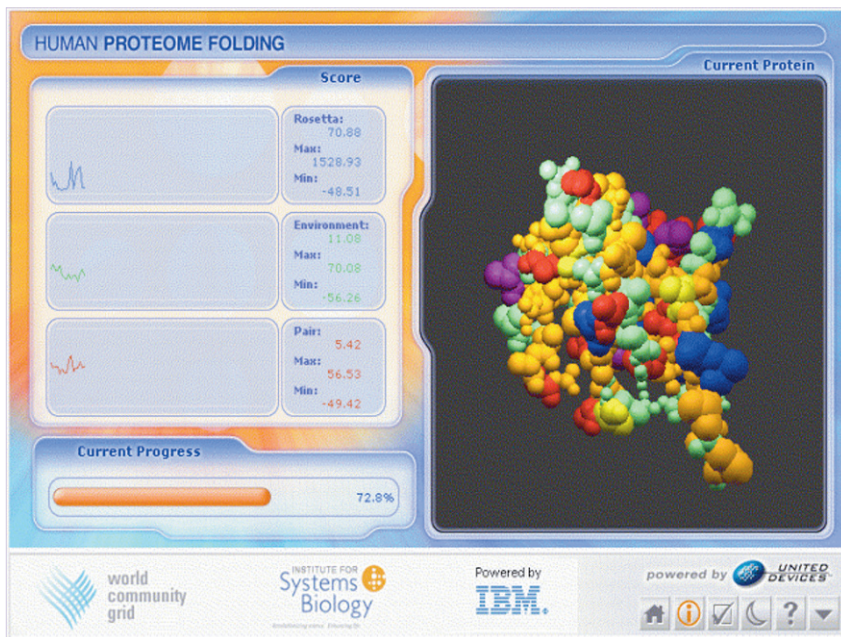 HUMAN PROTEOME FOLDING
Score
Rosetta:
70.88
Max:
1528.93
Min:
-48.51
Environment:
11.08
Max:
70.08
Min:
-56.26
Pair:
5.42
Max:
56.53
Min:
-49.42
Current Progress
72.8%
Current Protein
world
community
grid
INSTITUTE FOR
Systems
Biology
Powered by
IBM.
powered by UNITED
DEVICES